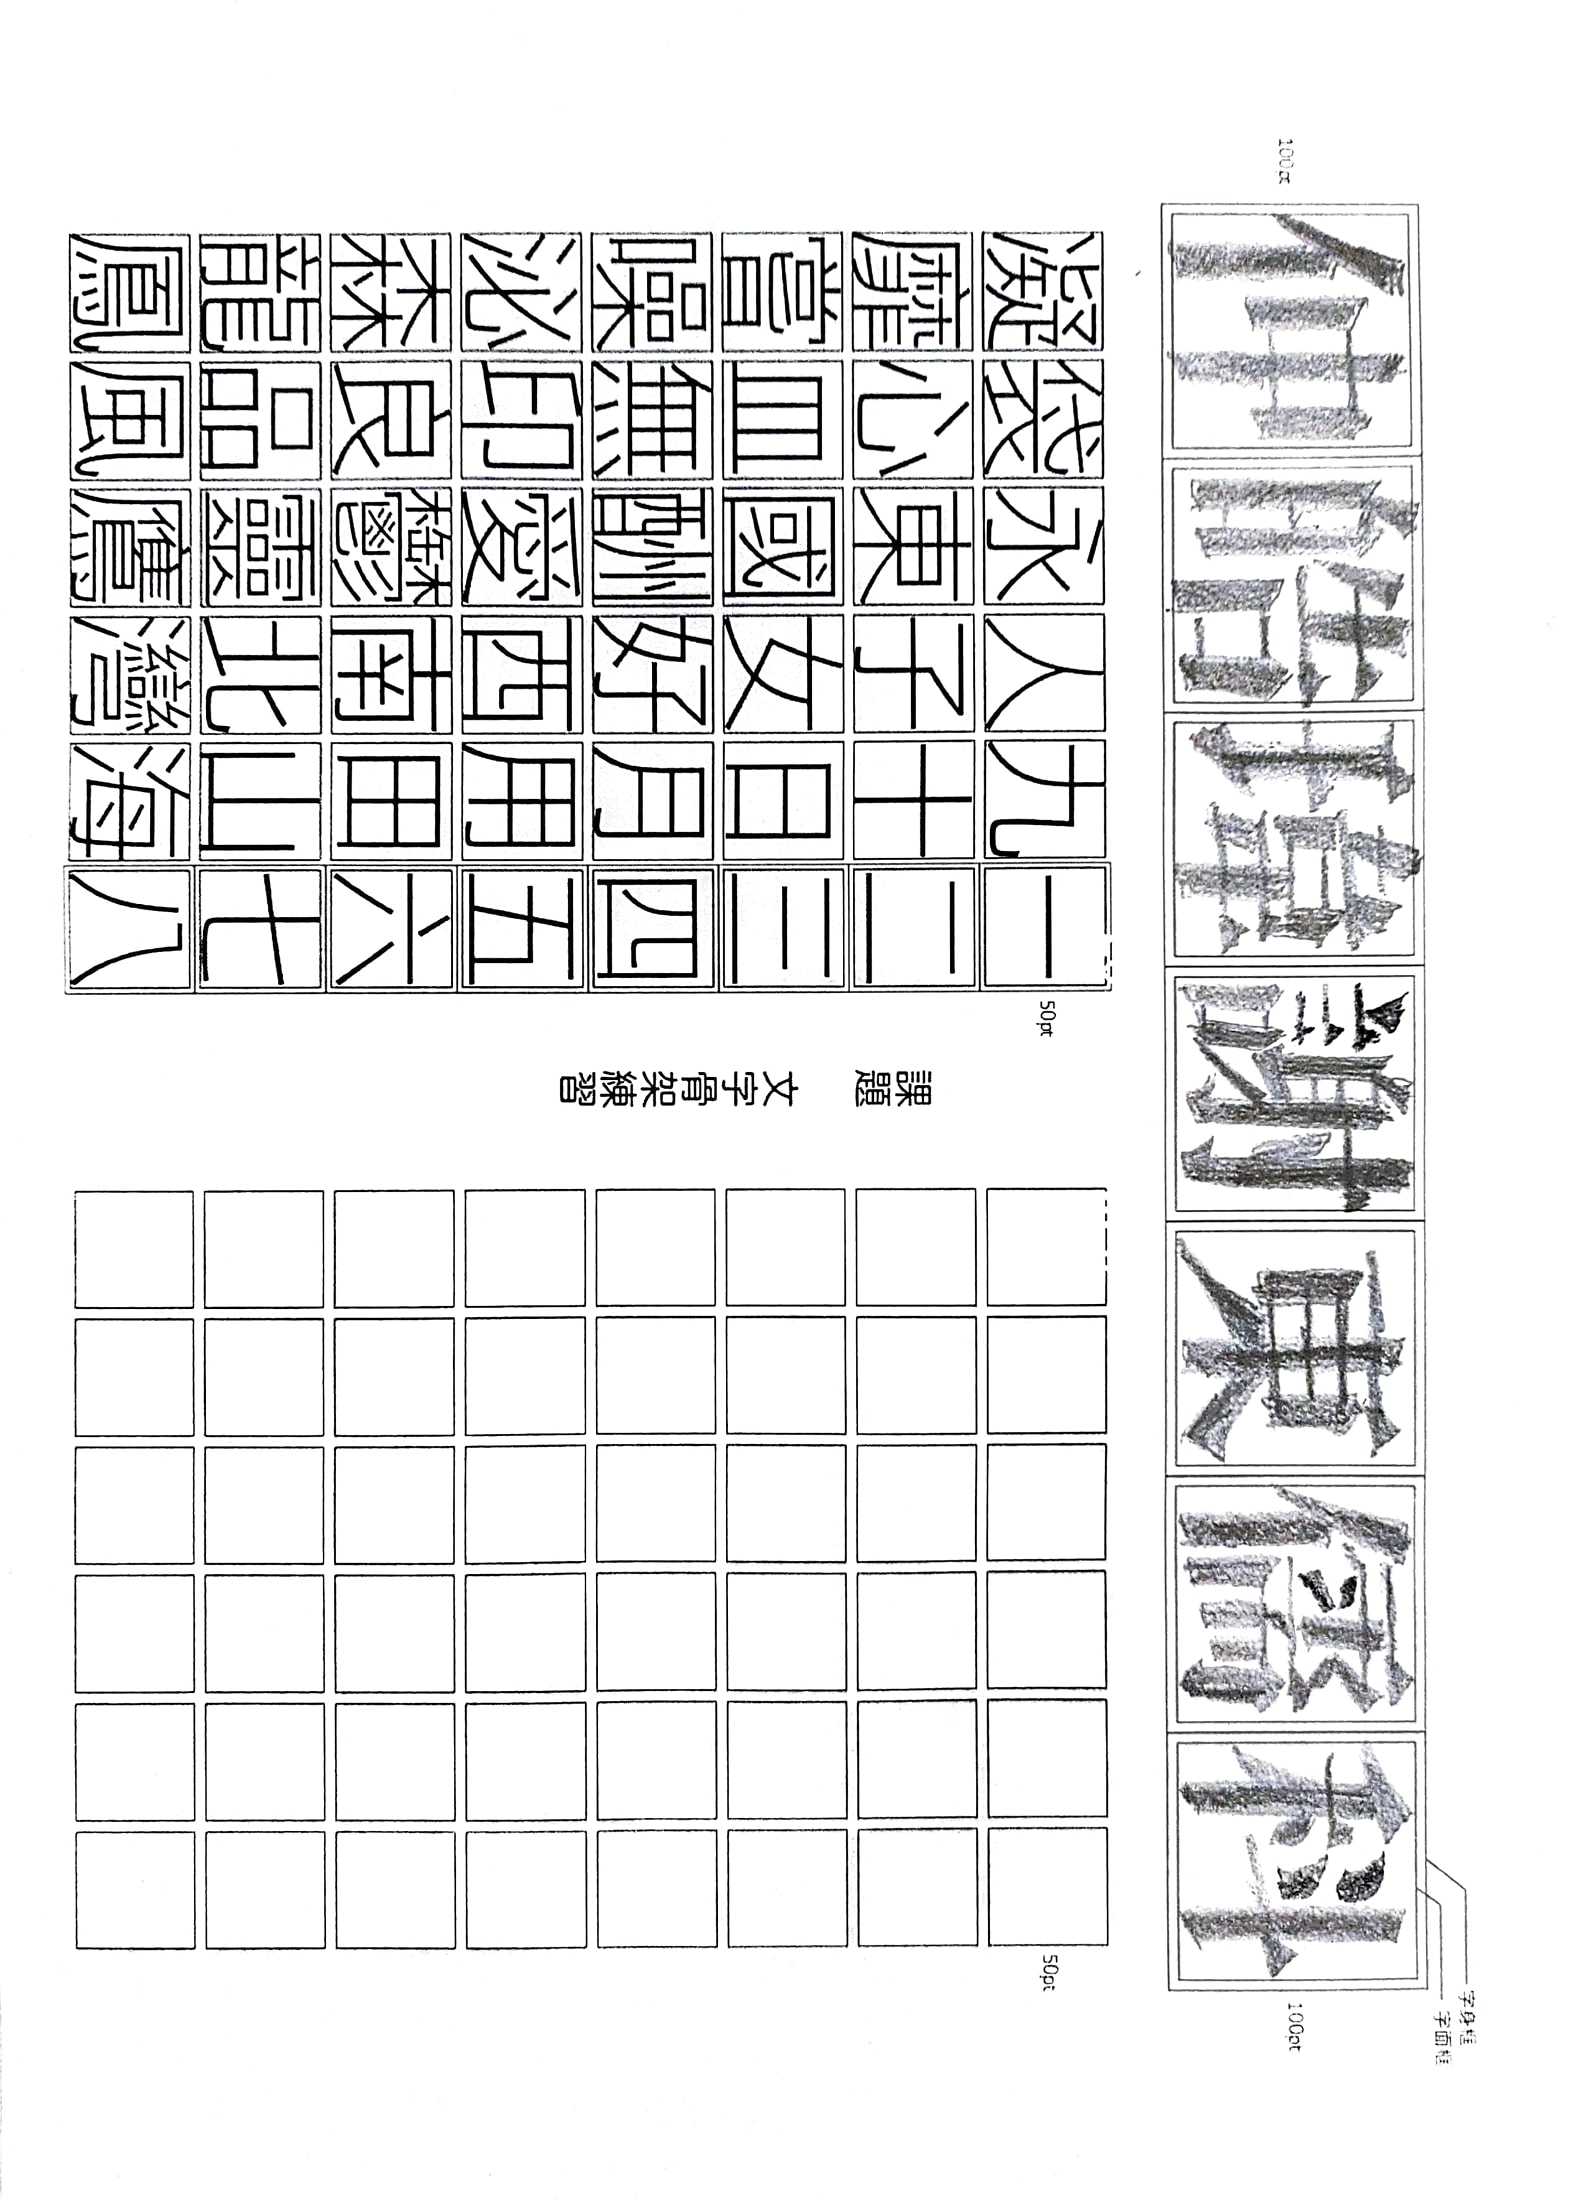 字身框
字面框
100pt
仲皓瑋謝東儒科
100pt
50pt
課題 文字骨架練習
50pt
一二三四五六七八
九十日月用田山海
人子女好西南北灣
永東國酬愛鬱靈鷹
袋心皿無印良品風
凝靡嘗噪泌森龍鳳